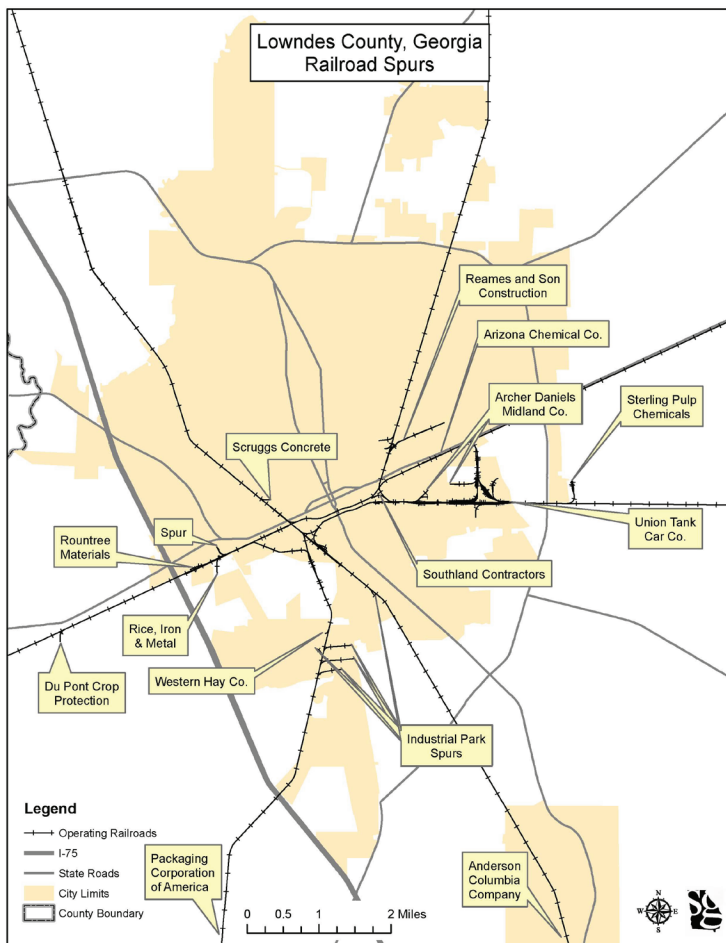 Lowndes County, Georgia
Railroad Spurs
Reames and Son
Construction
Arizona Chemical Co.
Archer Daniels
Midland Co.
Sterling Pulp
Chemicals
Scruggs Concrete
Spur
Rountree
Materials
Union Tank
Car Co.
Southland Contractors
Rice, Iron
& Metal
Western Hay Co.
Du Pont Crop
Protection
Industrial Park
Spurs
Legend
Operating Railroads
I-75
State Roads
City Limits
County Boundary
Packaging
Corporation
of America
Anderson
Columbia
Company
0 0.5 1 2 Miles
N
W E
S